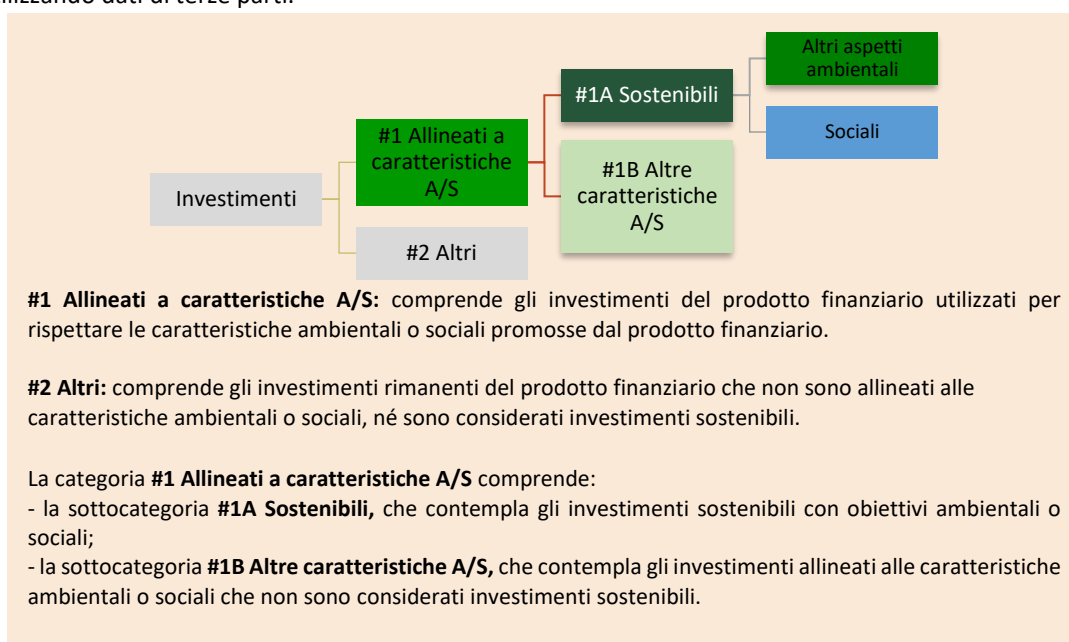 utilizzando dati di terze parti.
Altri aspetti
ambientali
#1A Sostenibili
#1 Allineati a
caratteristiche
A/S
Sociali
#1B Altre
caratteristiche
A/S
Investimenti
#2 Altri
#1 Allineati a caratteristiche A/S: comprende gli investimenti del prodotto finanziario utilizzati per
rispettare le caratteristiche ambientali o sociali promosse dal prodotto finanziario.
#2 Altri: comprende gli investimenti rimanenti del prodotto finanziario che non sono allineati alle
caratteristiche ambientali o sociali, né sono considerati investimenti sostenibili.
La categoria #1 Allineati a caratteristiche A/S comprende:
- la sottocategoria #1A Sostenibili, che contempla gli investimenti sostenibili con obiettivi ambientali o
sociali;
- la sottocategoria #1B Altre caratteristiche A/S, che contempla gli investimenti allineati alle caratteristiche
ambientali o sociali che non sono considerati investimenti sostenibili.